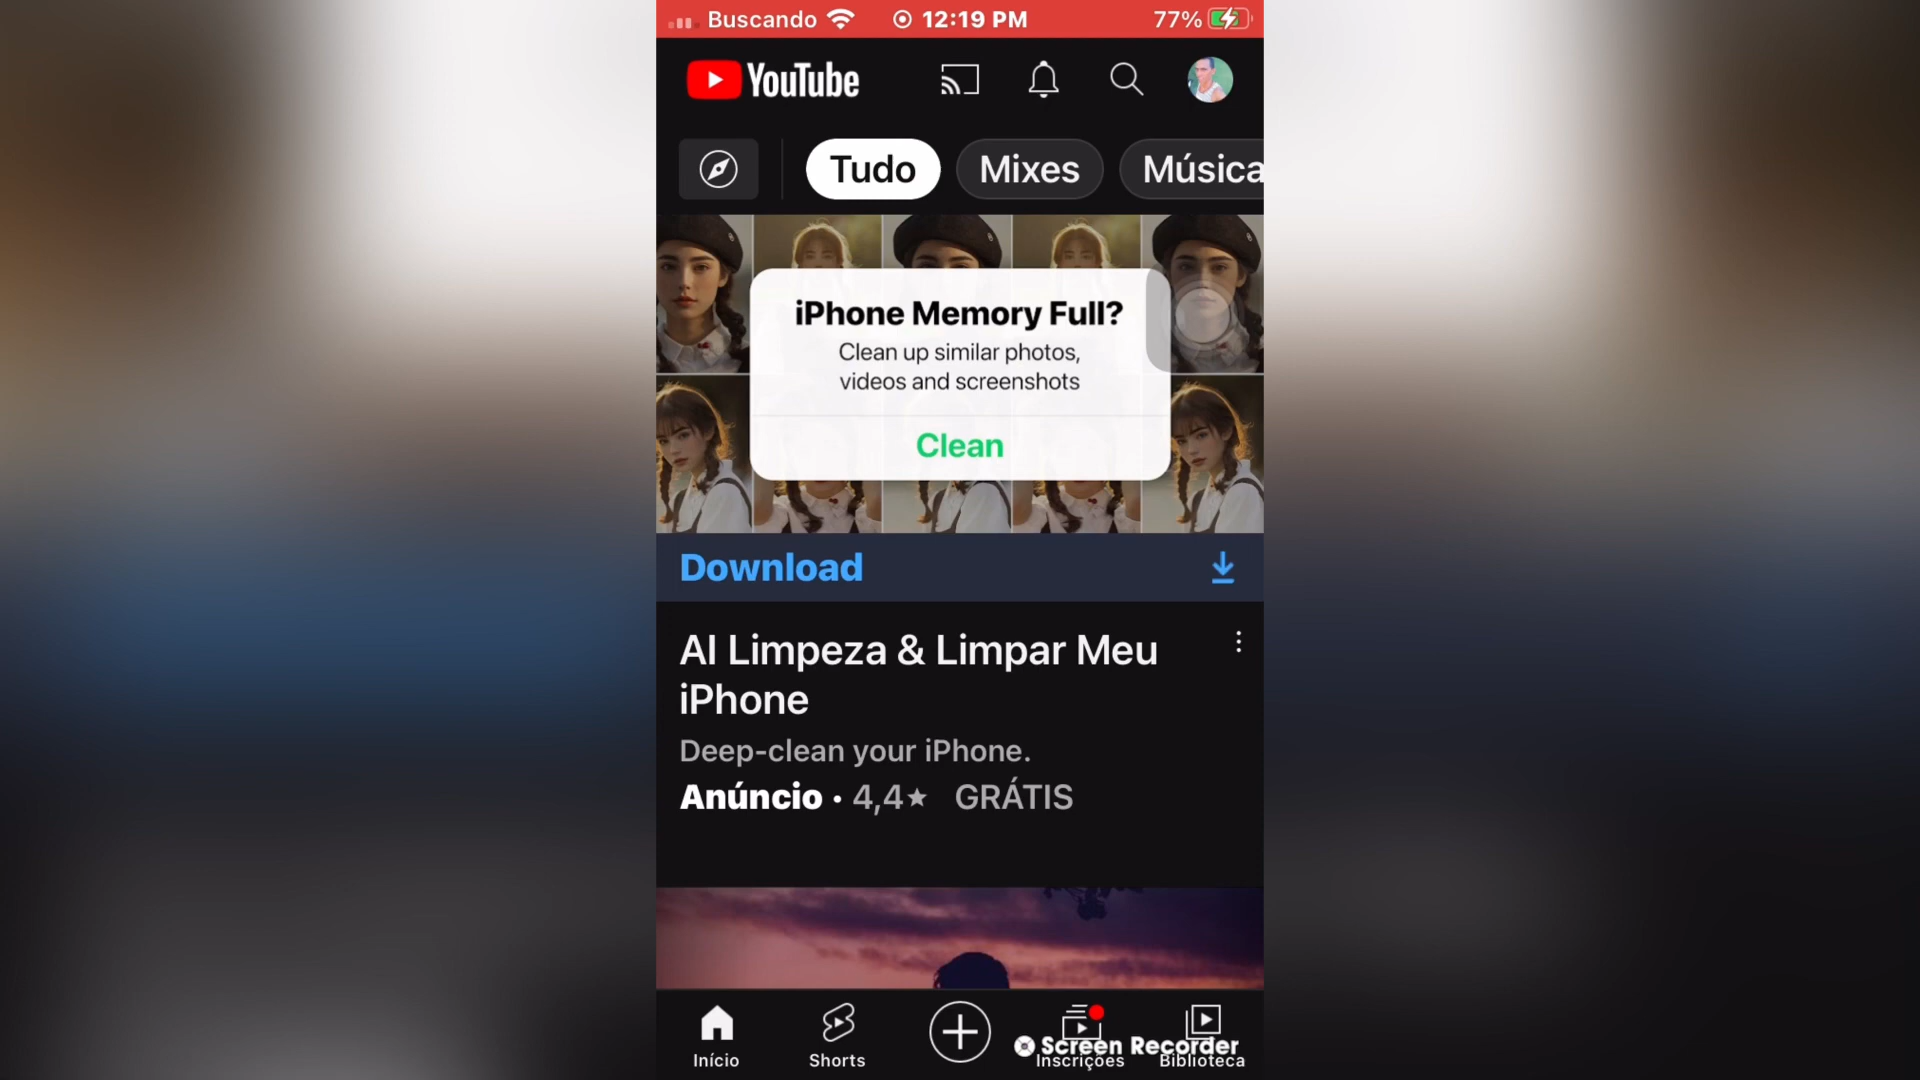 Buscando 12:19 PM 77%
YouTube
Tudo Mixes Música
iPhone Memory Full?
Clean up similar photos,
videos and screenshots
Clean
Download
AI Limpeza & Limpar Meu
iPhone
Deep-clean your iPhone.
Anúncio • 4,4★ GRÁTIS
Screen Recorder
Início Shorts Inscrições Biblioteca